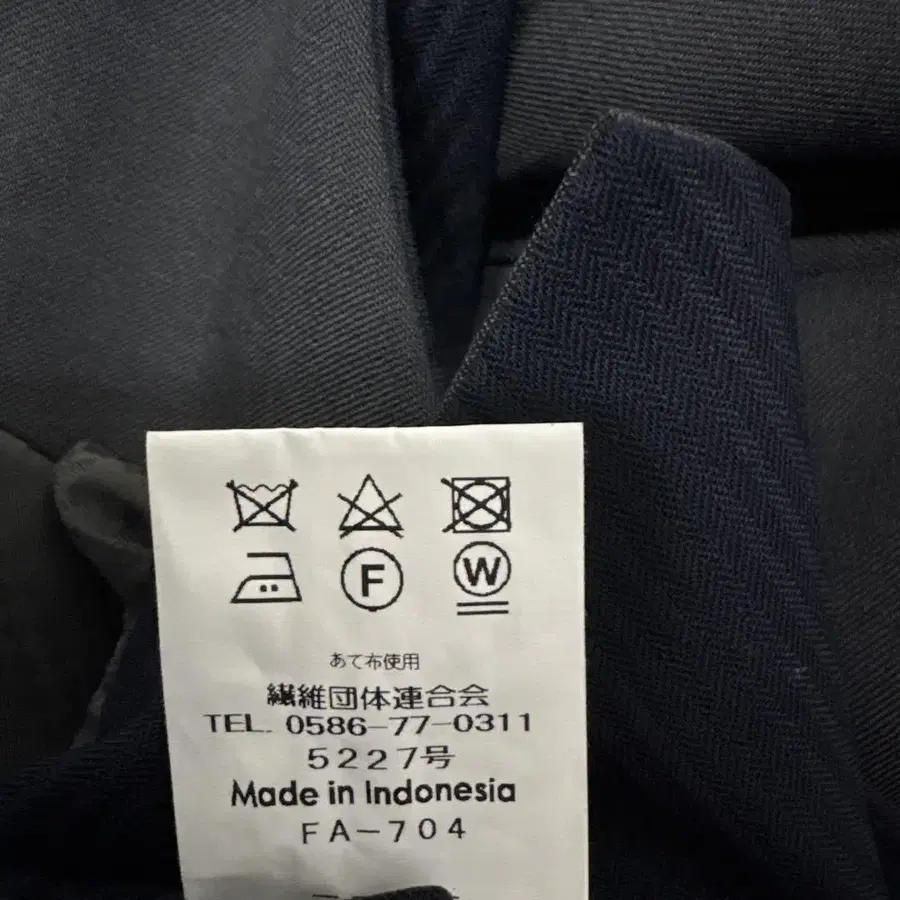 F
W
あて布使用
繊維団体連合会
TEL. 0586-77-0311
5227号
Made in Indonesia
FA-704